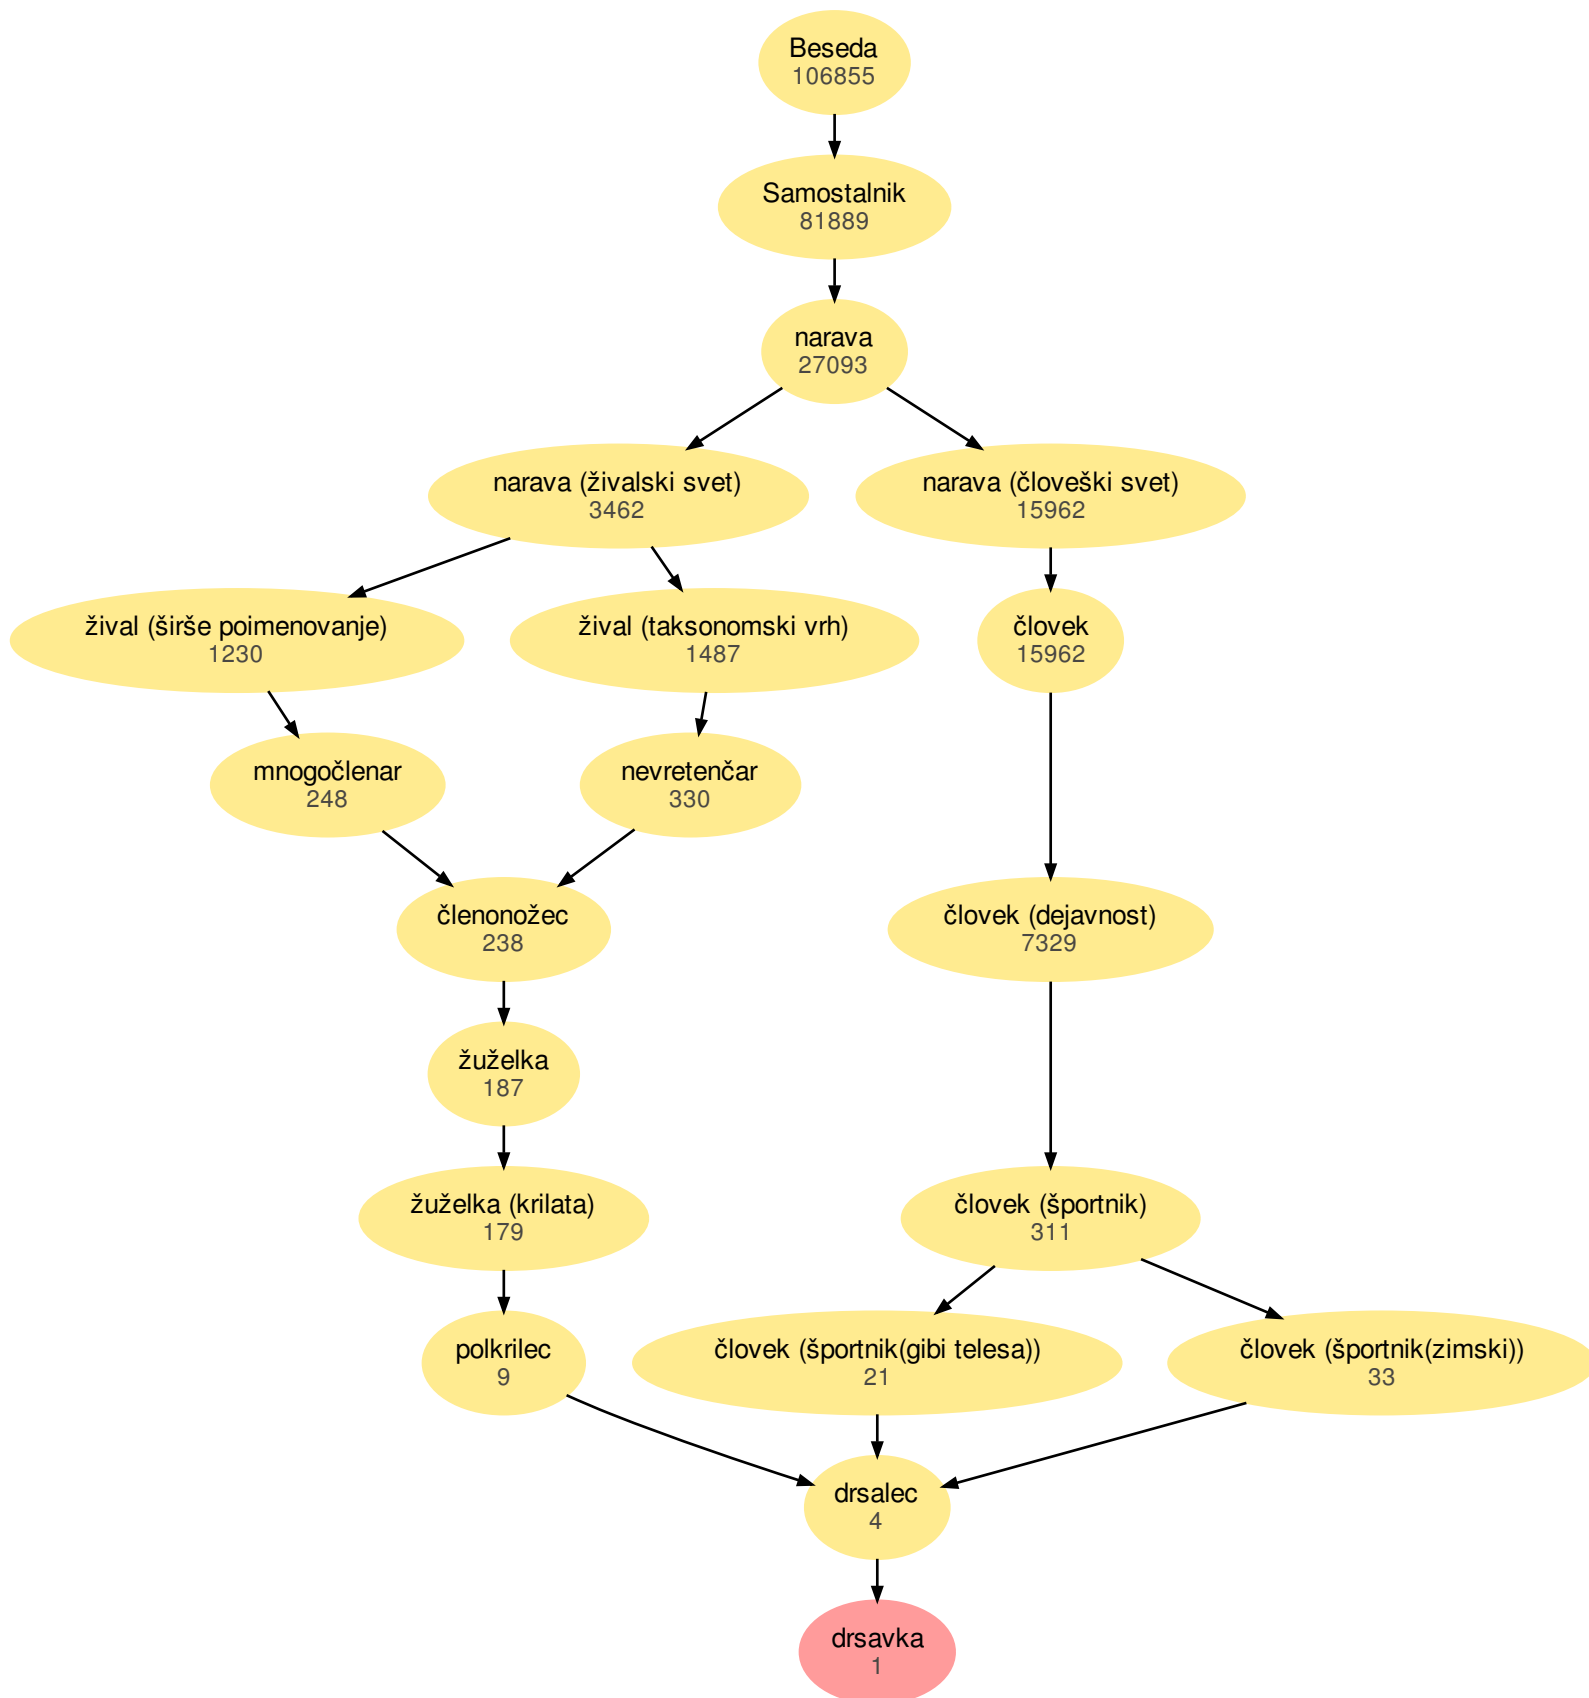 Beseda
106855
Samostalnik
81889
narava
27093
narava (živalski svet)
3462
narava (človeški svet)
15962
žival (širše poimenovanje)
1230
žival (taksonomski vrh)
1487
človek
15962
mnogočlenar
248
nevretenčar
330
členonožec
238
človek (dejavnost)
7329
žuželka
187
žuželka (krilata)
179
človek (športnik)
311
polkrilec
9
človek (športnik(gibi telesa))
21
človek (športnik(zimski))
33
drsalec
4
drsavka
1